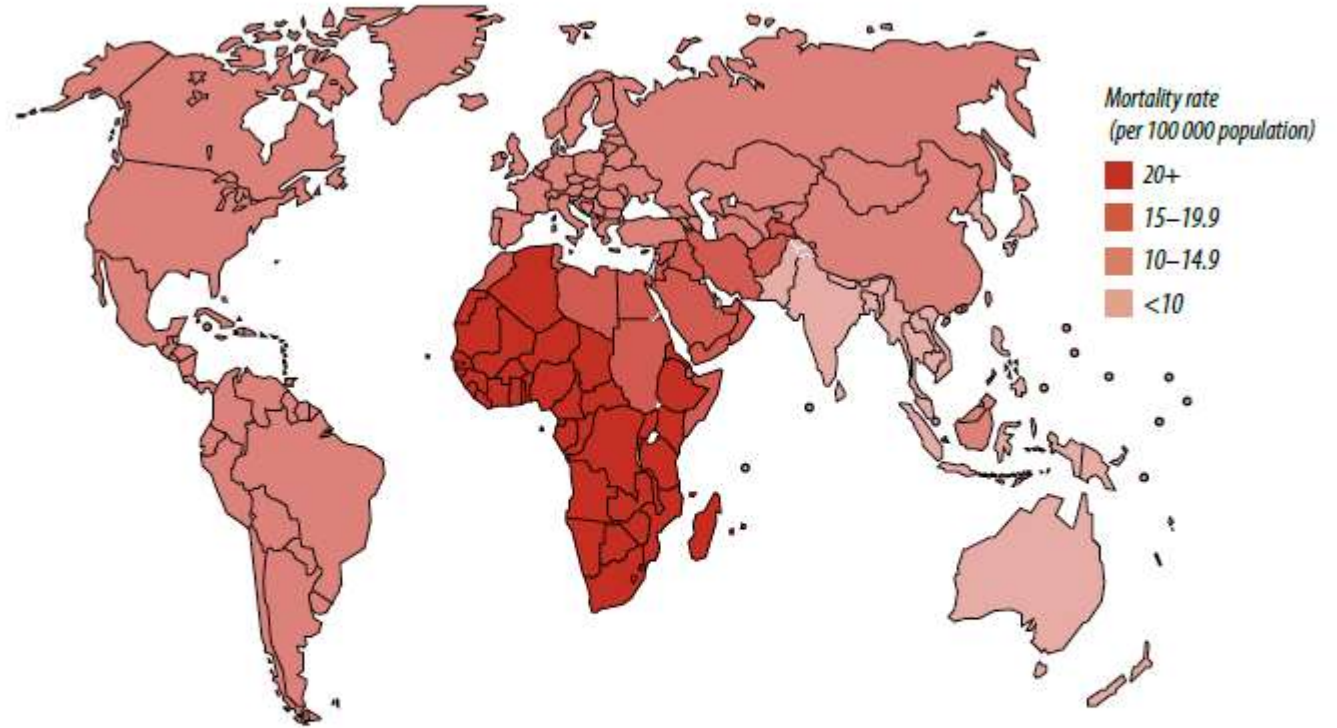 Mortality rate
(per 100 000 population)
20+
15–19.9
10–14.9
<10